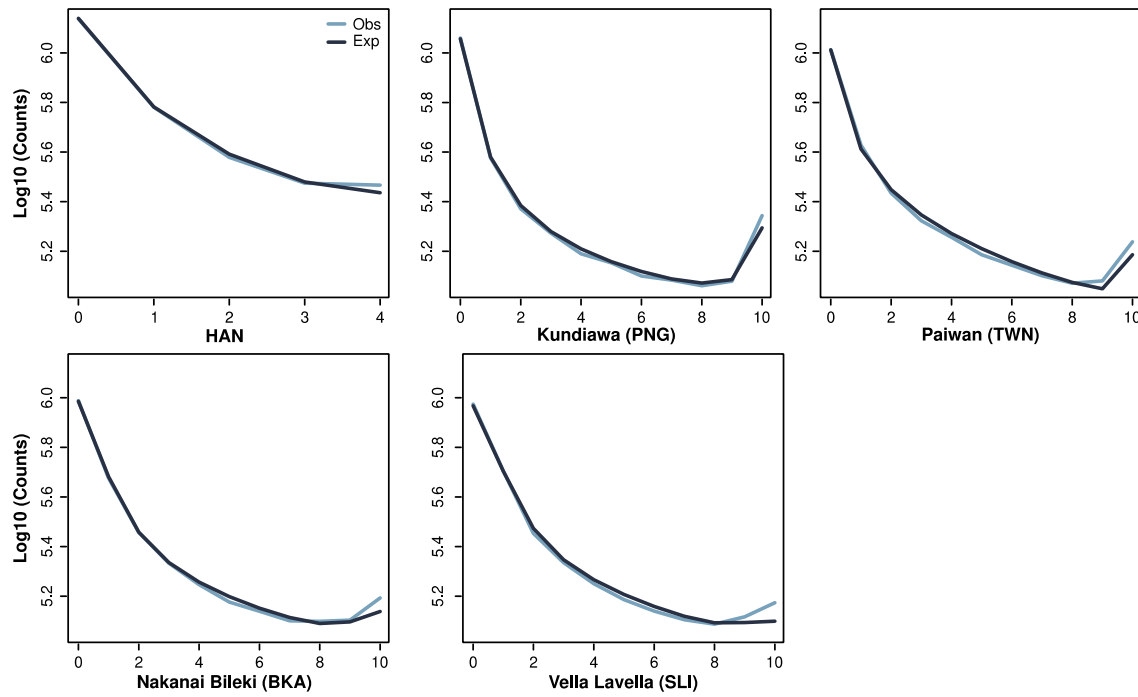 Obs
Exp
Log10 (Counts)
6.0
5.8
5.6
5.4
5.2
0 1 2 3 4
HAN
6.0
5.8
5.6
5.4
5.2
0 2 4 6 8 10
Kundiawa (PNG)
6.0
5.8
5.6
5.4
5.2
0 2 4 6 8 10
Paiwan (TWN)
Log10 (Counts)
6.0
5.8
5.6
5.4
5.2
0 2 4 6 8 10
Nakanai Bileki (BKA)
6.0
5.8
5.6
5.4
5.2
0 2 4 6 8 10
Vella Lavella (SLI)